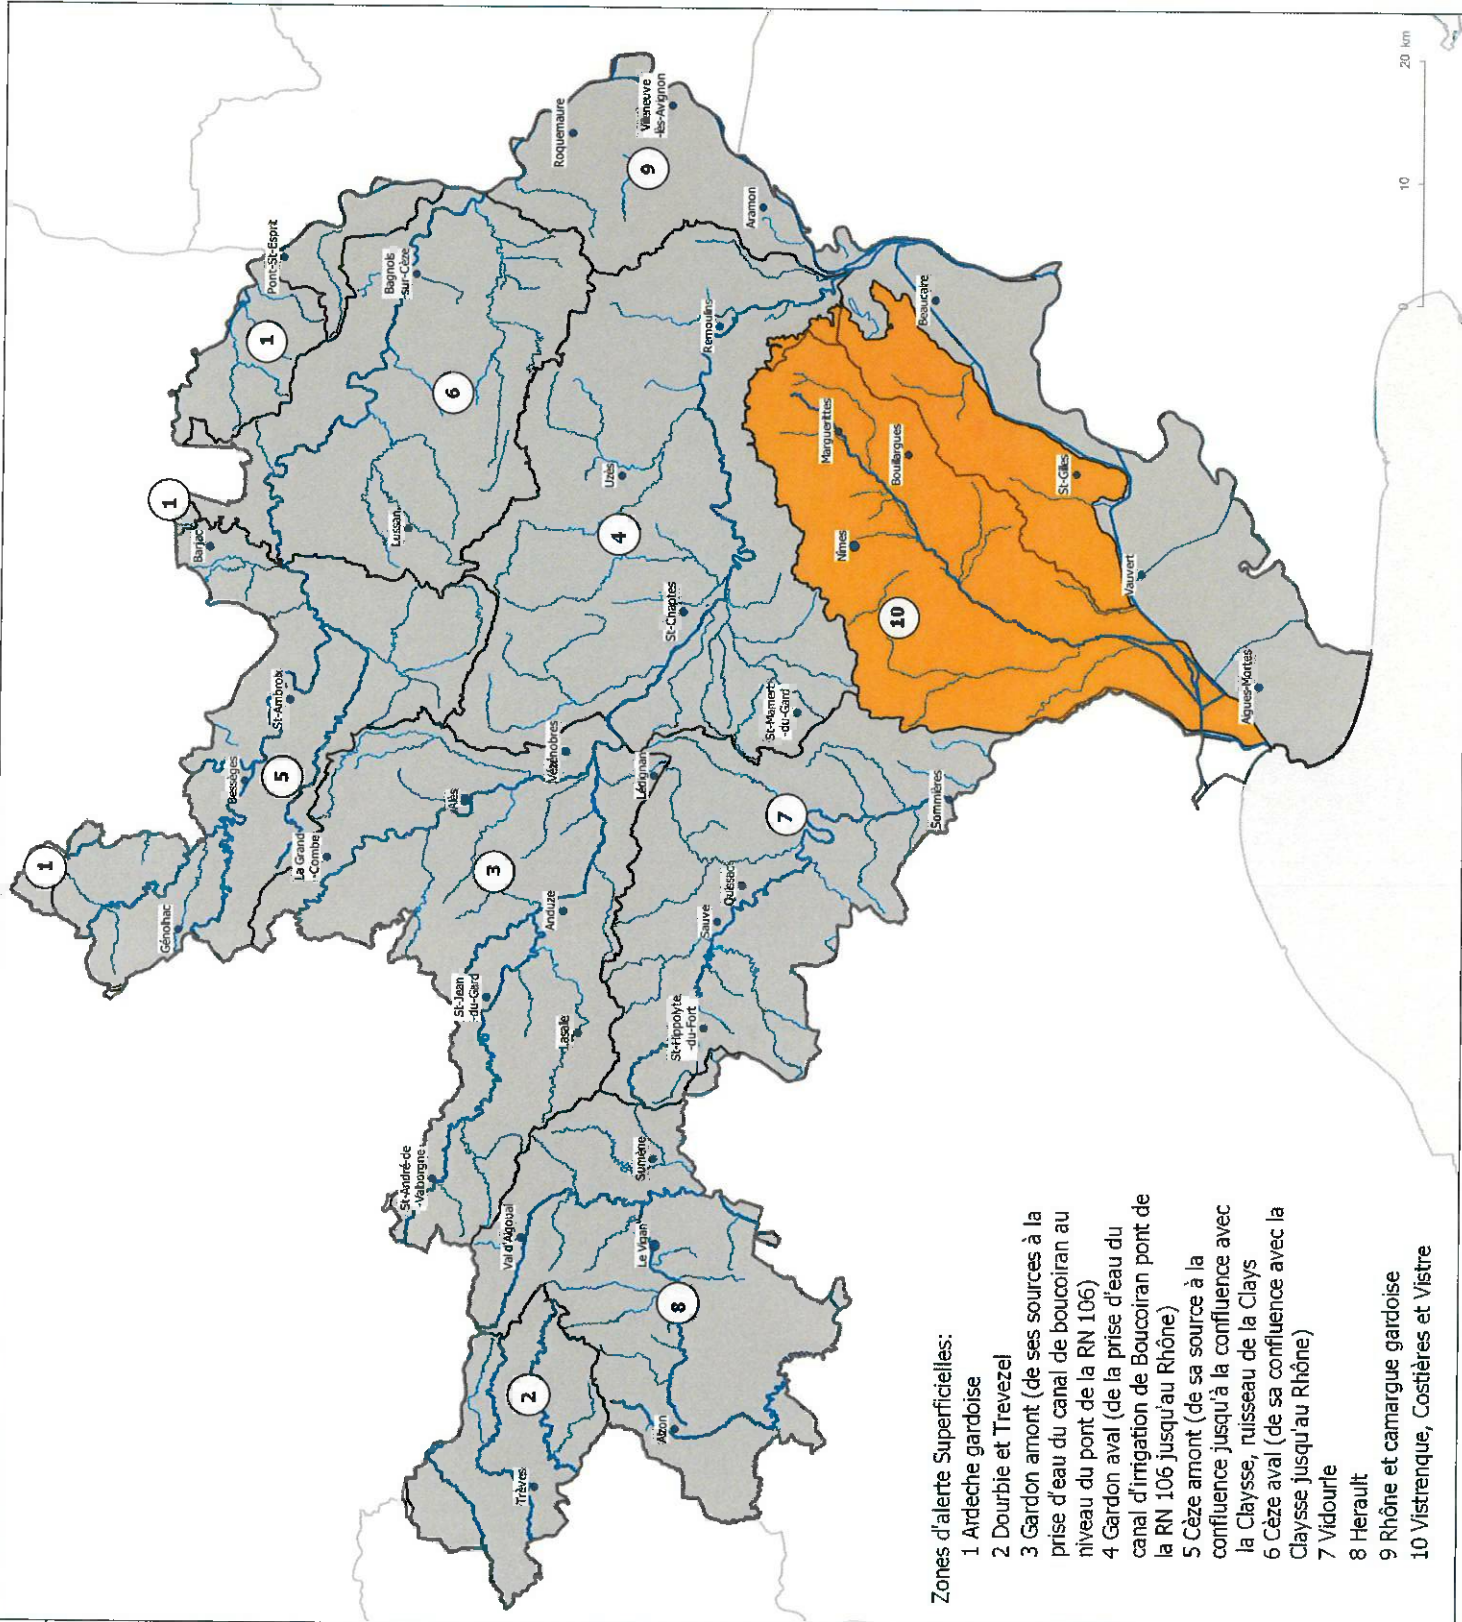 1
Génolhac
Bessèges
5
St-Ambroix
La Grand
-Combe
Barjac
1
1
Pont-St-Esprit
Bagnols
sur-Cèze
6
Lussan
Roquemaure
9
Villeneuve
-lès-Avignon
Aramon
St-André-de
-Valborgne
St-Jean
-du-Gard
3
Alès
Anduze
Lasalle
Vézénobres
Uzès
4
St-Chaptes
Remoulins
Val d'Aigoual
2
Trèves
Sumène
Le Vigan
8
Alzon
St-Hippolyte
-du-Fort
Sauve
Quissac
Lédignan
7
St-Mamert
-du-Gard
Sommières
Marguerittes
Nîmes
10
Bouillargues
Beaucaire
St-Gilles
Vauvert
Aigues-Mortes
0 10 20 km
Zones d'alerte Superficielles:
1 Ardeche gardoise
2 Dourbie et Trevezel
3 Gardon amont (de ses sources à la
prise d'eau du canal de boucoiran au
niveau du pont de la RN 106)
4 Gardon aval (de la prise d'eau du
canal d'irrigation de Boucoiran pont de
la RN 106 jusqu'au Rhône)
5 Cèze amont (de sa source à la
confluence jusqu'à la confluence avec
la Claysse, ruisseau de la Clays
6 Cèze aval (de sa confluence avec la
Claysse jusqu'au Rhône)
7 Vidourle
8 Herault
9 Rhône et camargue gardoise
10 Vistrenque, Costières et Vistre